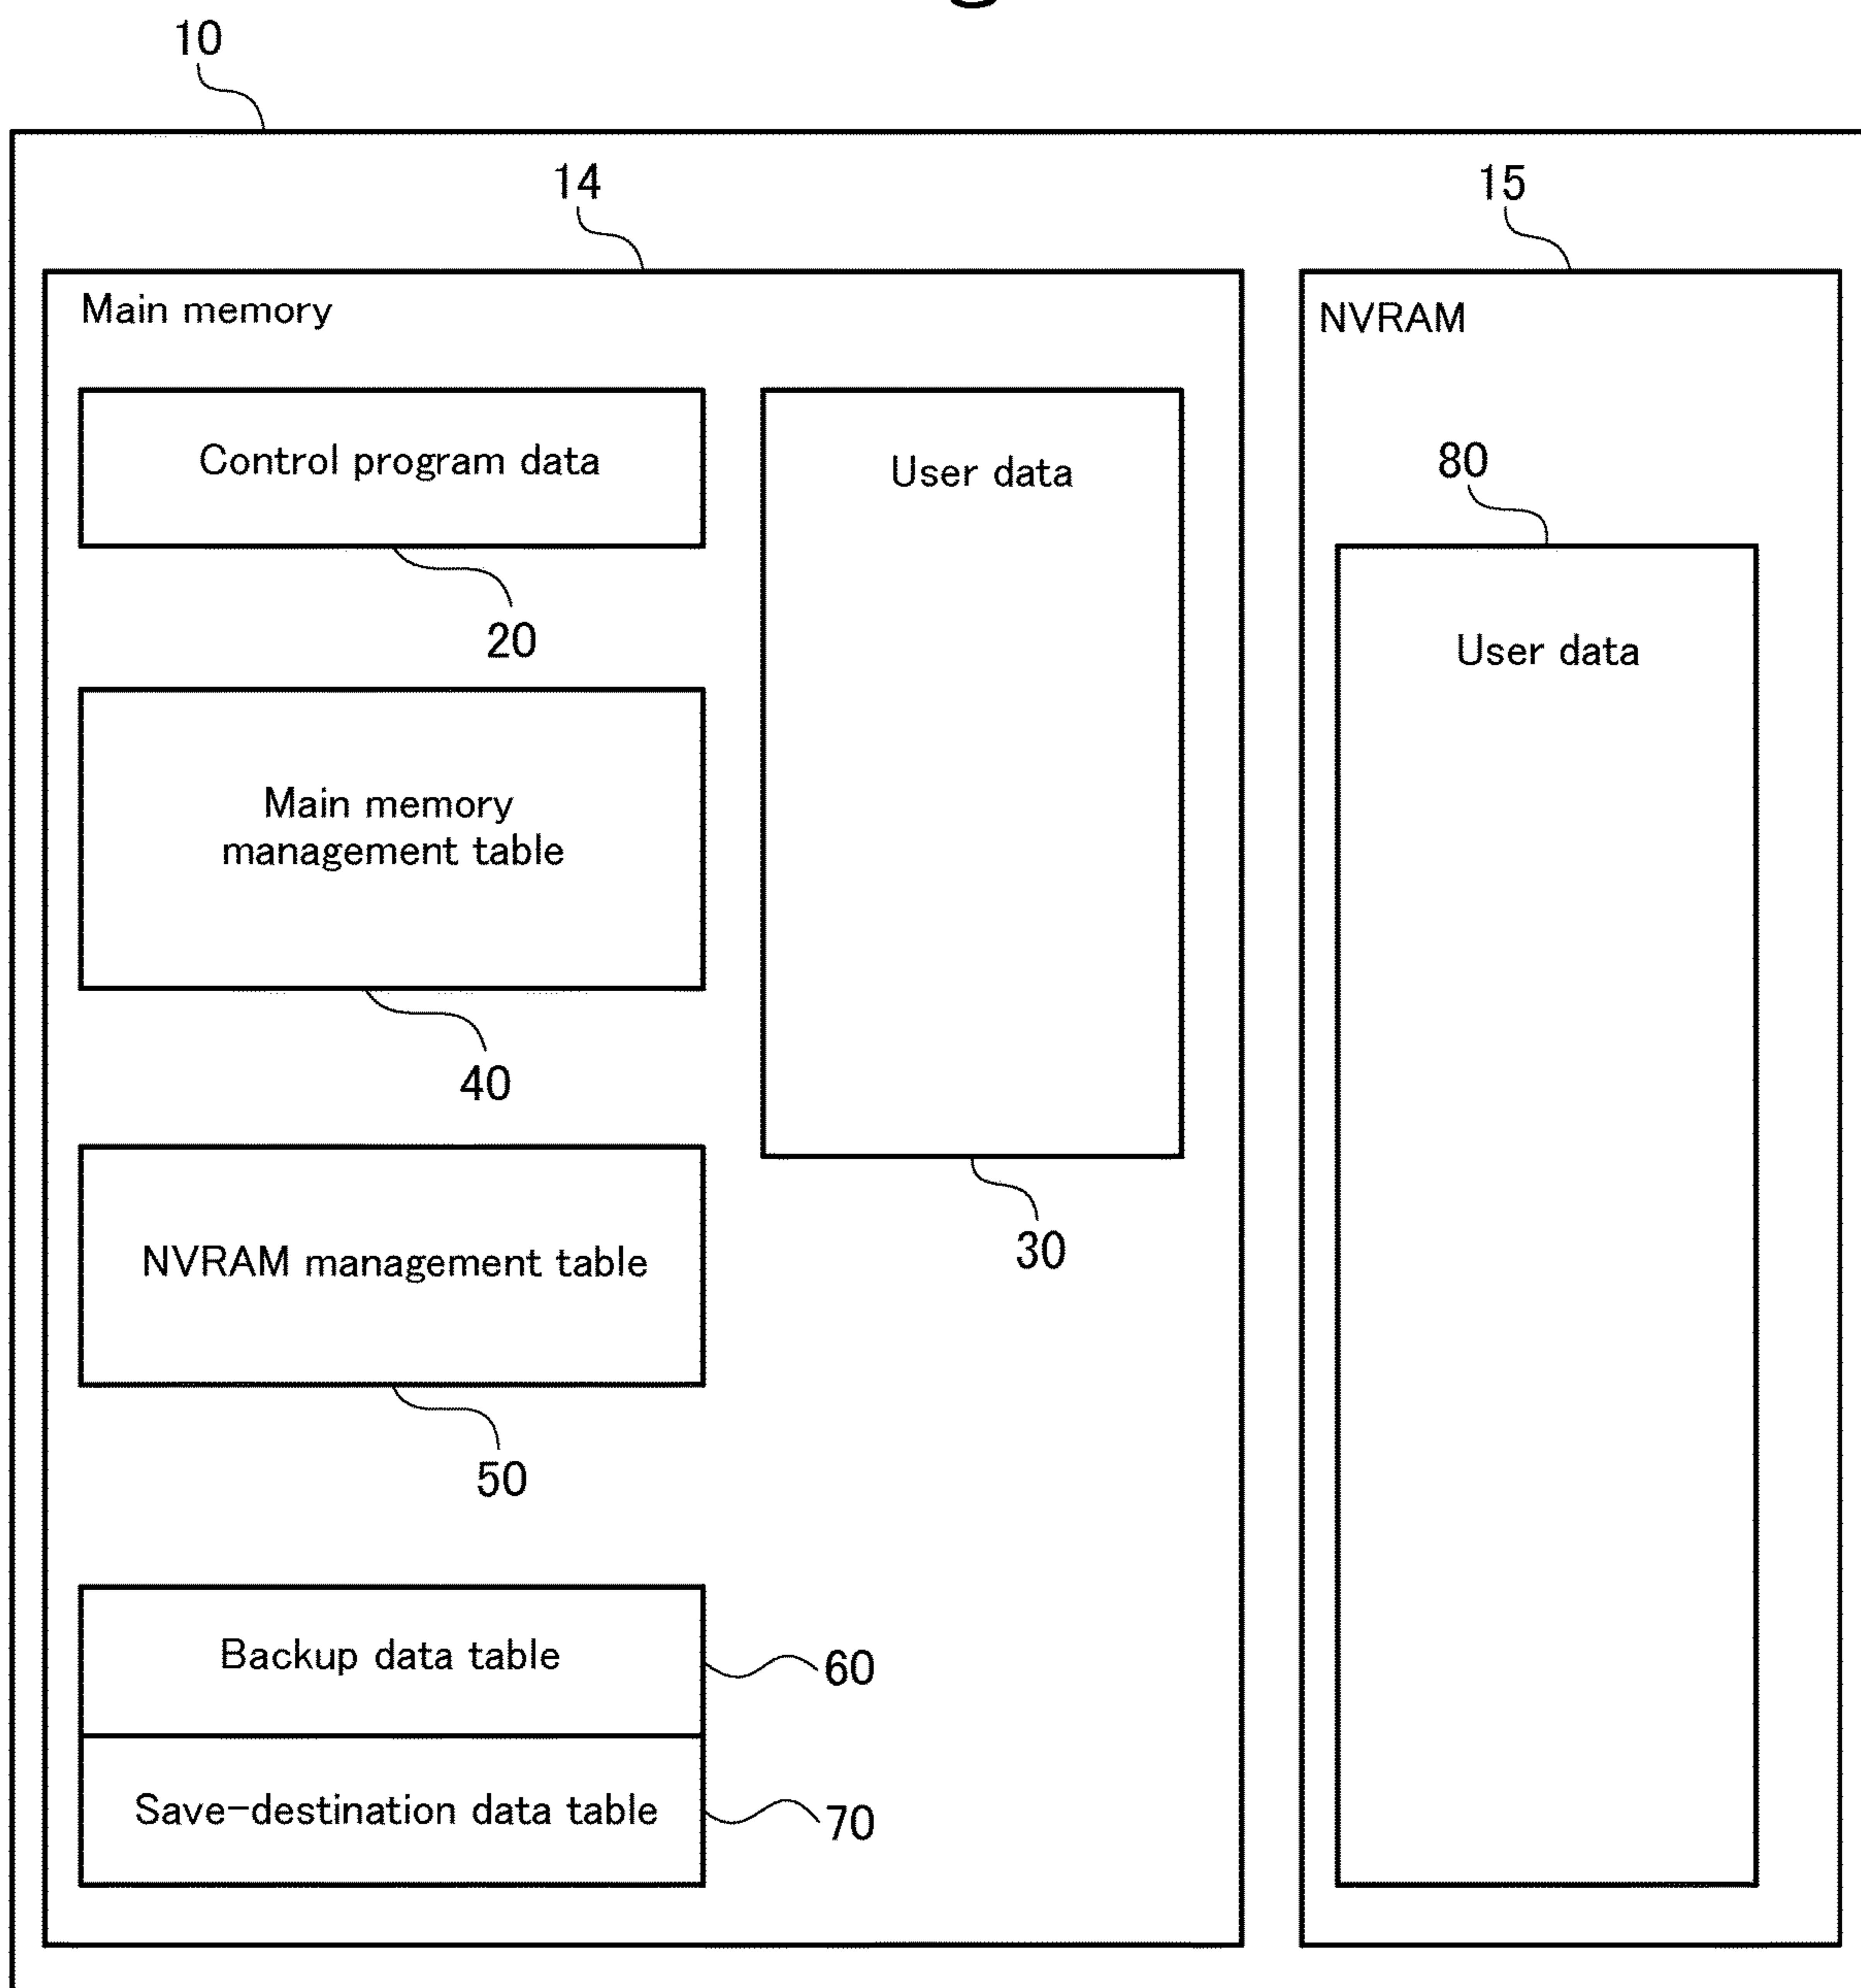 10
14
15
Main memory
NVRAM
Control program data
User data
80
20
User data
Main memory
management table
40
NVRAM management table
30
50
Backup data table
60
Save-destination data table
70